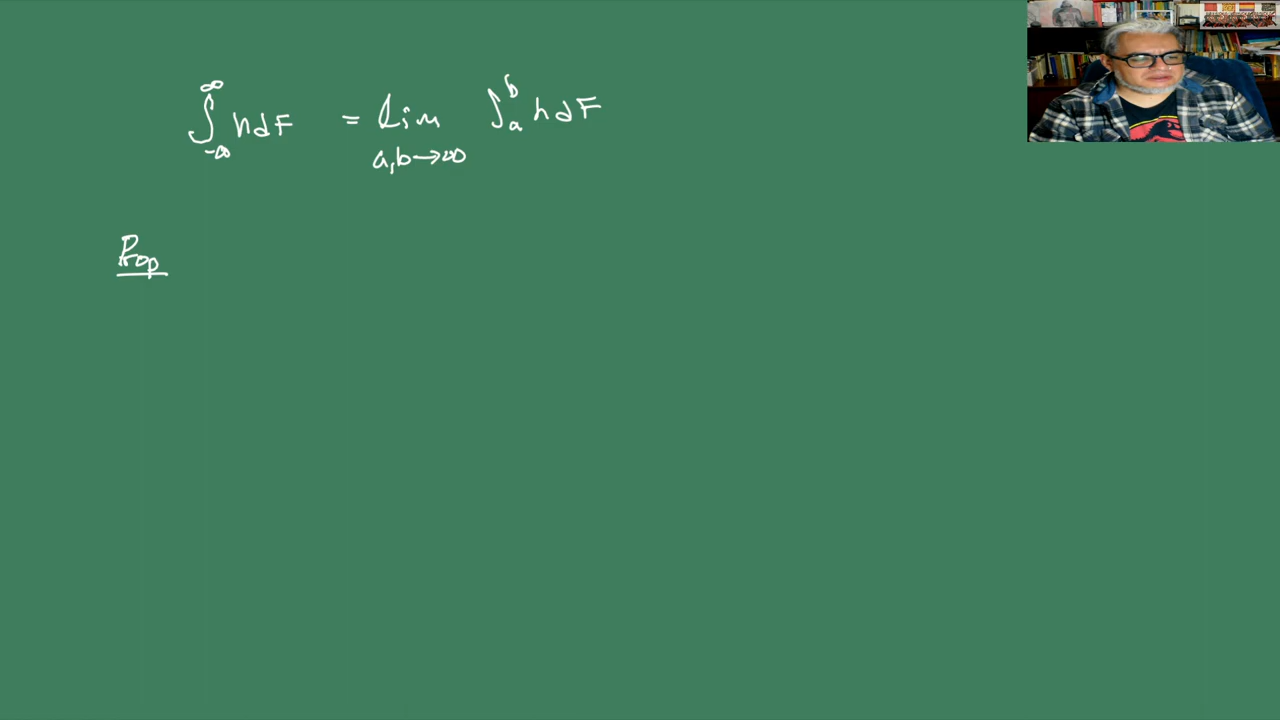 ∫_{-∞}^{∞} h dF = Lim_{a,b→∞} ∫_a^b h dF
Prop